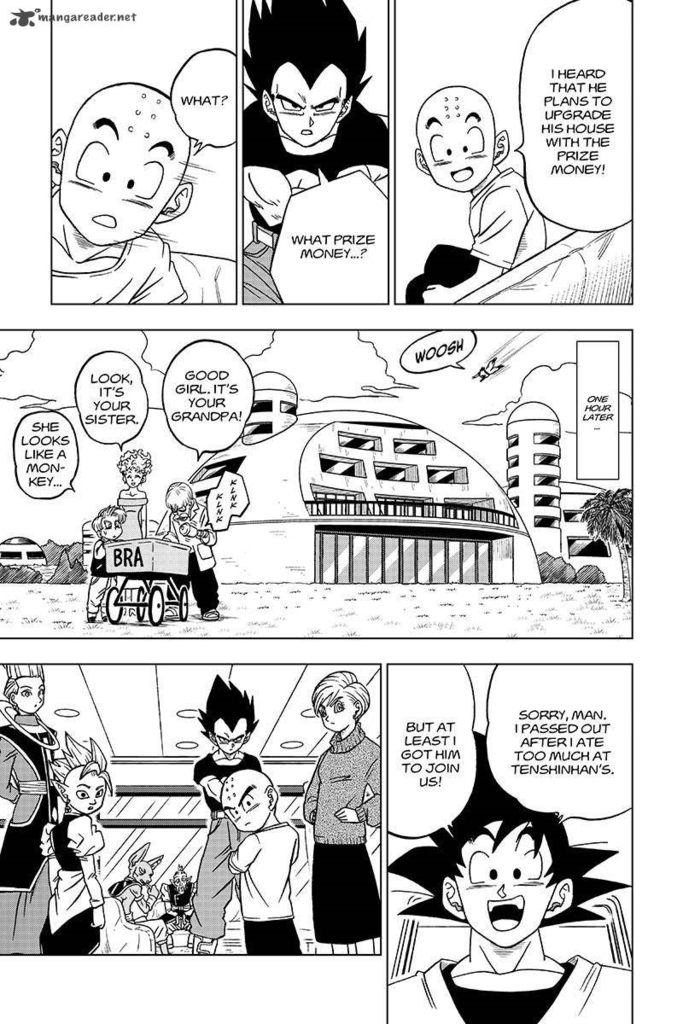 mangareader.net
I HEARD
THAT HE
PLANS TO
UPGRADE
HIS HOUSE
WITH THE
PRIZE
MONEY!
WHAT PRIZE
MONEY...?
WHAT?
ONE
HOUR
LATER
...
WOOSH
GOOD
GIRL. IT'S
YOUR
GRANDPA!
KLNK
KLNK
LOOK,
IT'S
YOUR
SISTER.
SHE
LOOKS
LIKE A
MON-
KEY...
BRA
SORRY, MAN.
I PASSED OUT
AFTER I ATE
TOO MUCH AT
TENSHINHAN'S.
BUT AT
LEAST I
GOT HIM
TO JOIN
US!